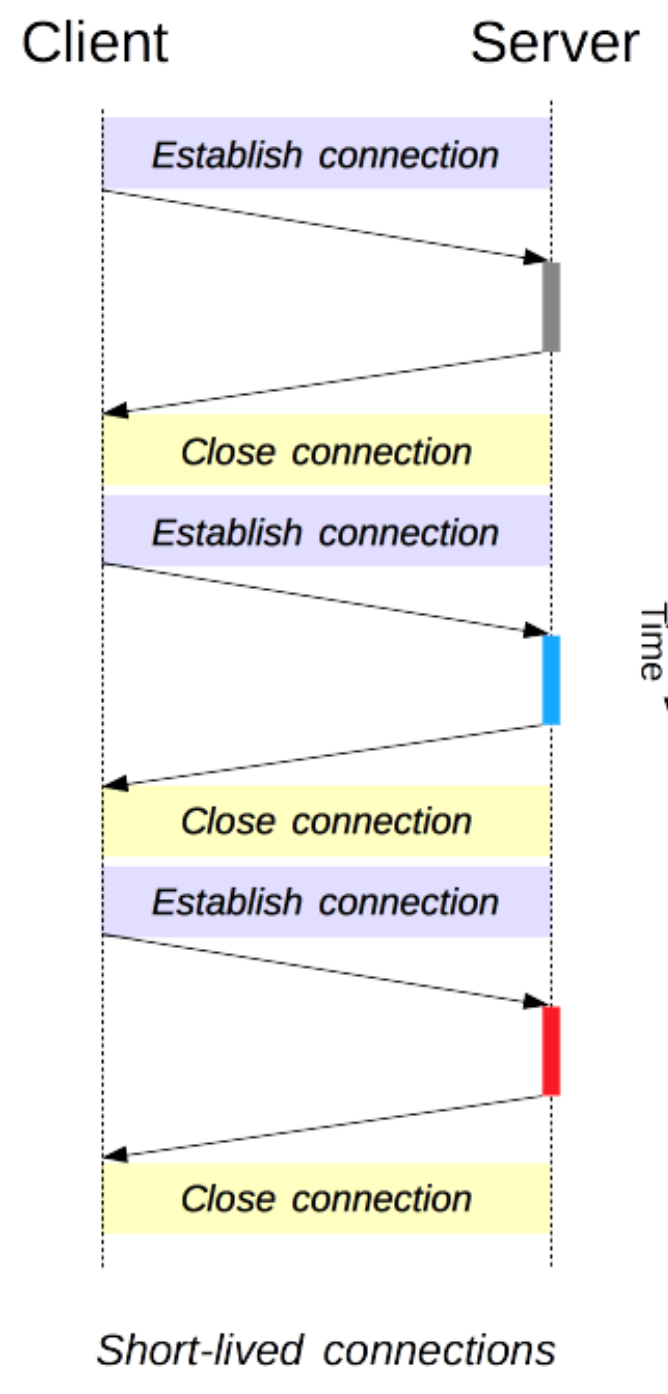 Client
Server
Establish connection
Close connection
Establish connection
Time
Close connection
Establish connection
Close connection
Short-lived connections